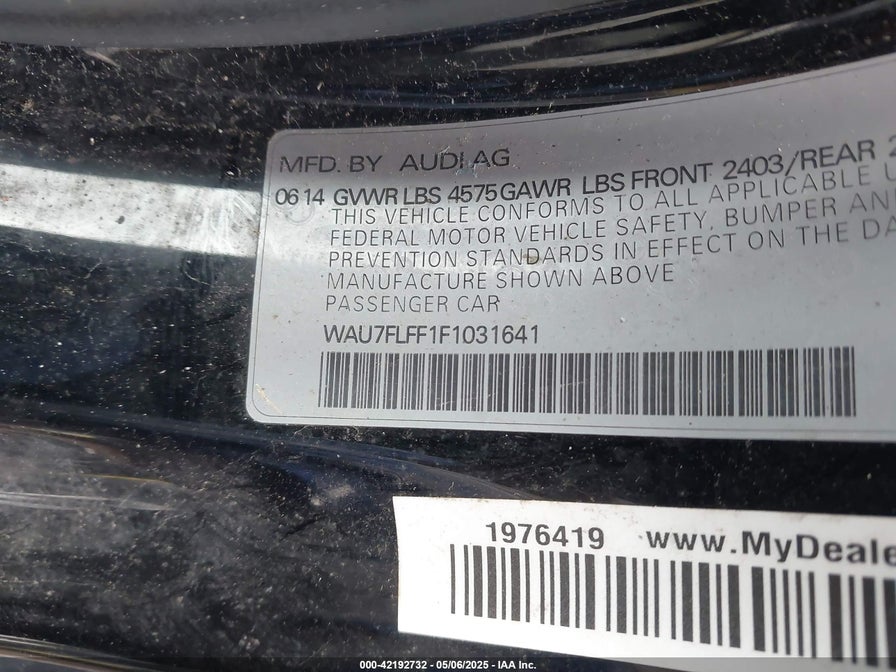 MFD. BY AUDI AG
0614 GVWR LBS 4575 GAWR LBS FRONT 2403/REAR
THIS VEHICLE CONFORMS TO ALL APPLICABLE
FEDERAL MOTOR VEHICLE SAFETY, BUMPER AND
PREVENTION STANDARDS IN EFFECT ON THE
MANUFACTURE SHOWN ABOVE
PASSENGER CAR
WAU7FLFF1F1031641
1976419 www.MyDeale
000-42192732 - 05/06/2025 - IAA Inc.